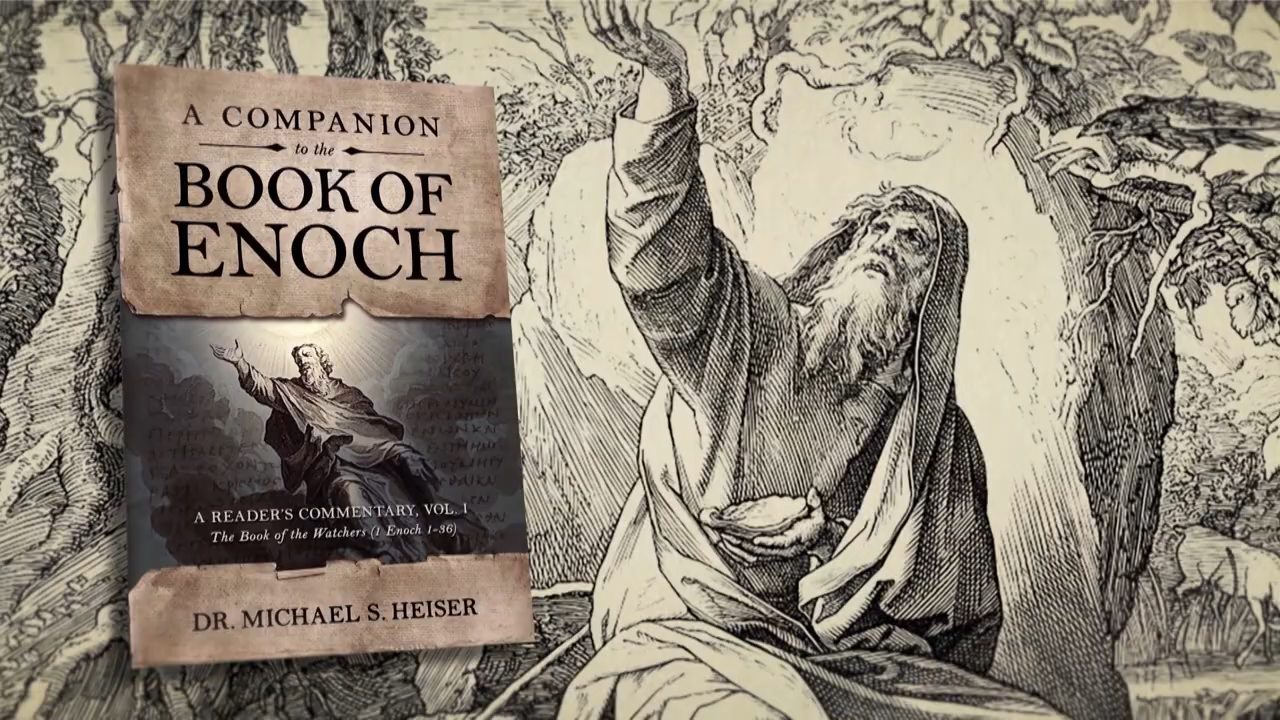 A COMPANION
to the
BOOK OF
ENOCH
A READER'S COMMENTARY, VOL. I
The Book of the Watchers (1 Enoch 1-36)
DR. MICHAEL S. HEISER